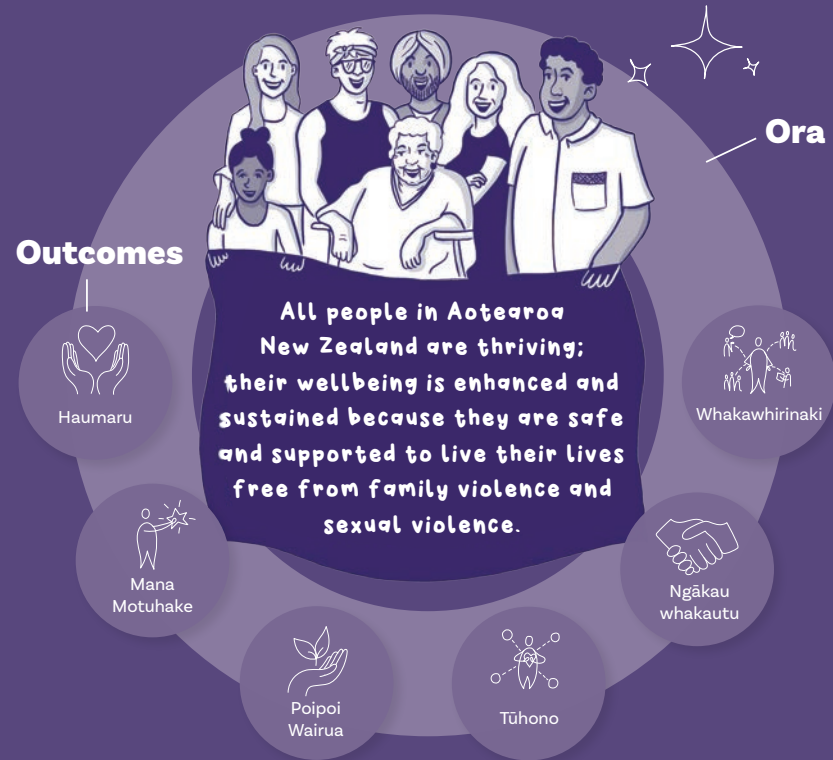 Ora
Outcomes
All people in Aotearoa
New Zealand are thriving;
their wellbeing is enhanced and
sustained because they are safe
and supported to live their lives
free from family violence and
sexual violence.
Haumaru
Mana
Motuhake
Poipoi
Wairua
Tūhono
Ngākau
whakautu
Whakawhirinaki